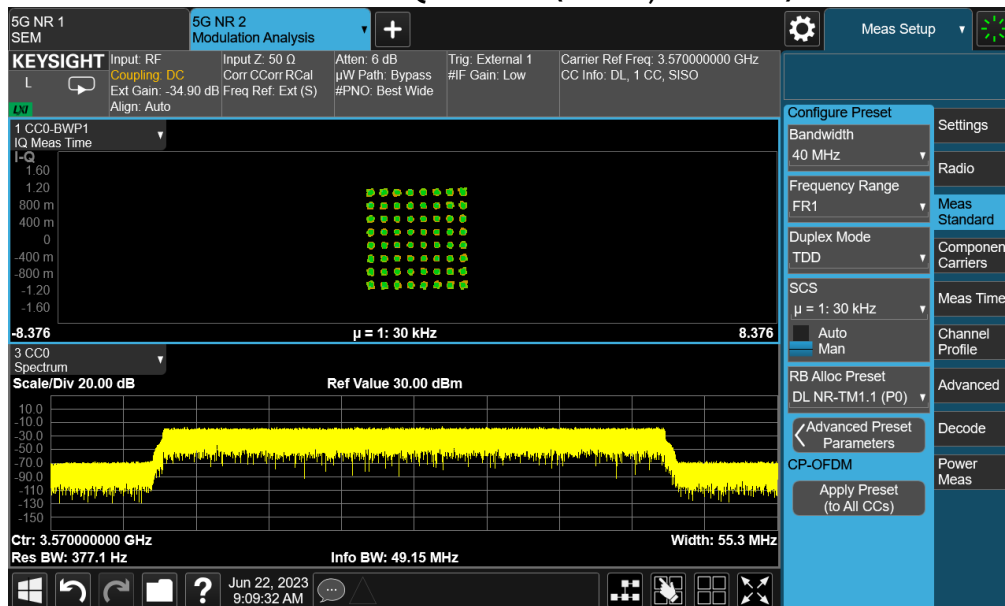 5G NR 1
SEM
5G NR 2
Modulation Analysis
Meas Setup
KEYSIGHT
L
LXI
Input: RF
Coupling: DC
Ext Gain: -34.90 dB
Align: Auto
Input Z: 50 Ω
Corr CCorr RCal
Freq Ref: Ext (S)
Atten: 6 dB
µW Path: Bypass
#PNO: Best Wide
Trig: External 1
#IF Gain: Low
Carrier Ref Freq: 3.570000000 GHz
CC Info: DL, 1 CC, SISO
1 CC0-BWP1
IQ Meas Time
I-Q
1.60
1.20
800 m
400 m
0
-400 m
-800 m
-1.20
-1.60
-8.376
µ = 1: 30 kHz
8.376
3 CC0
Spectrum
Scale/Div 20.00 dB
Ref Value 30.00 dBm
10.0
-10.0
-30.0
-50.0
-70.0
-90.0
-110
-130
-150
Ctr: 3.570000000 GHz
Width: 55.3 MHz
Res BW: 377.1 Hz
Info BW: 49.15 MHz
?
Jun 22, 2023
9:09:32 AM
Configure Preset
Bandwidth
40 MHz
Frequency Range
FR1
Duplex Mode
TDD
SCS
µ = 1: 30 kHz
Auto
Man
RB Alloc Preset
DL NR-TM1.1 (P0)
Advanced Preset
Parameters
CP-OFDM
Apply Preset
(to All CCs)
Settings
Radio
Meas
Standard
Componen
Carriers
Meas Time
Channel
Profile
Advanced
Decode
Power
Meas